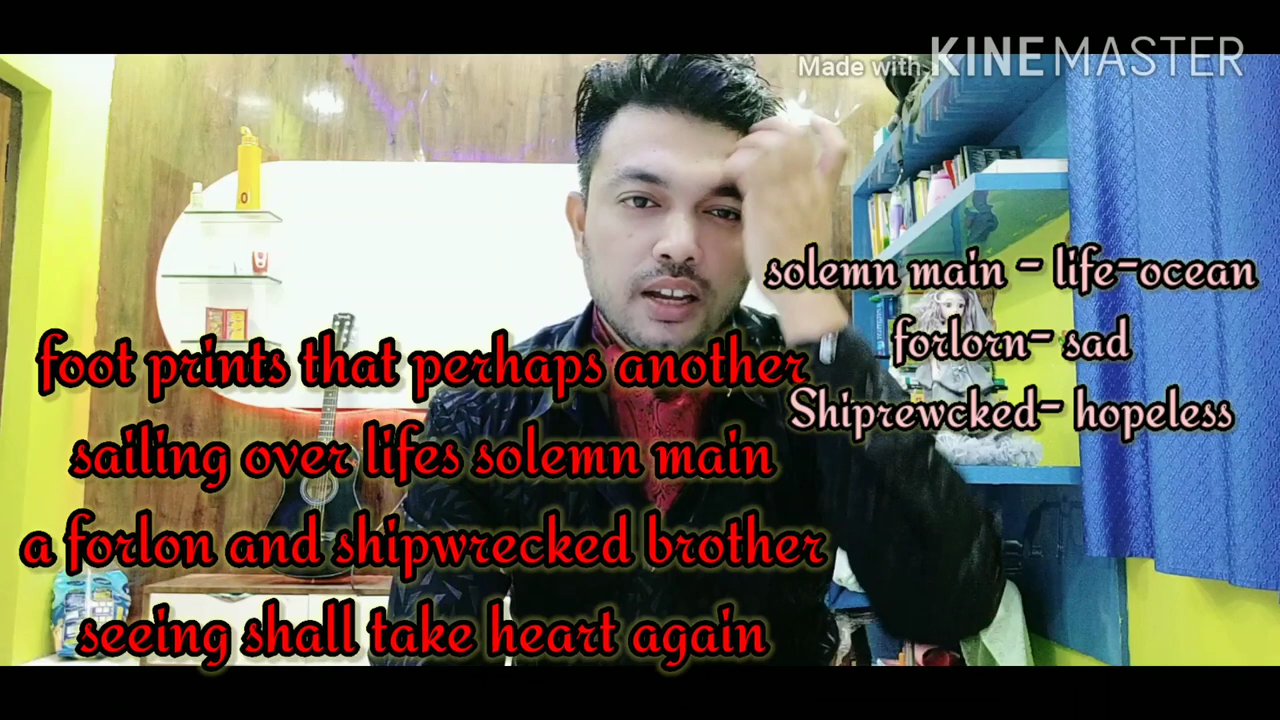 Made with KINEMASTER
solemn main - life-ocean
forlorn- sad
Shiprewcked- hopeless
foot prints that perhaps another
sailing over lifes solemn main
a forlon and shipwrecked brother
seeing shall take heart again